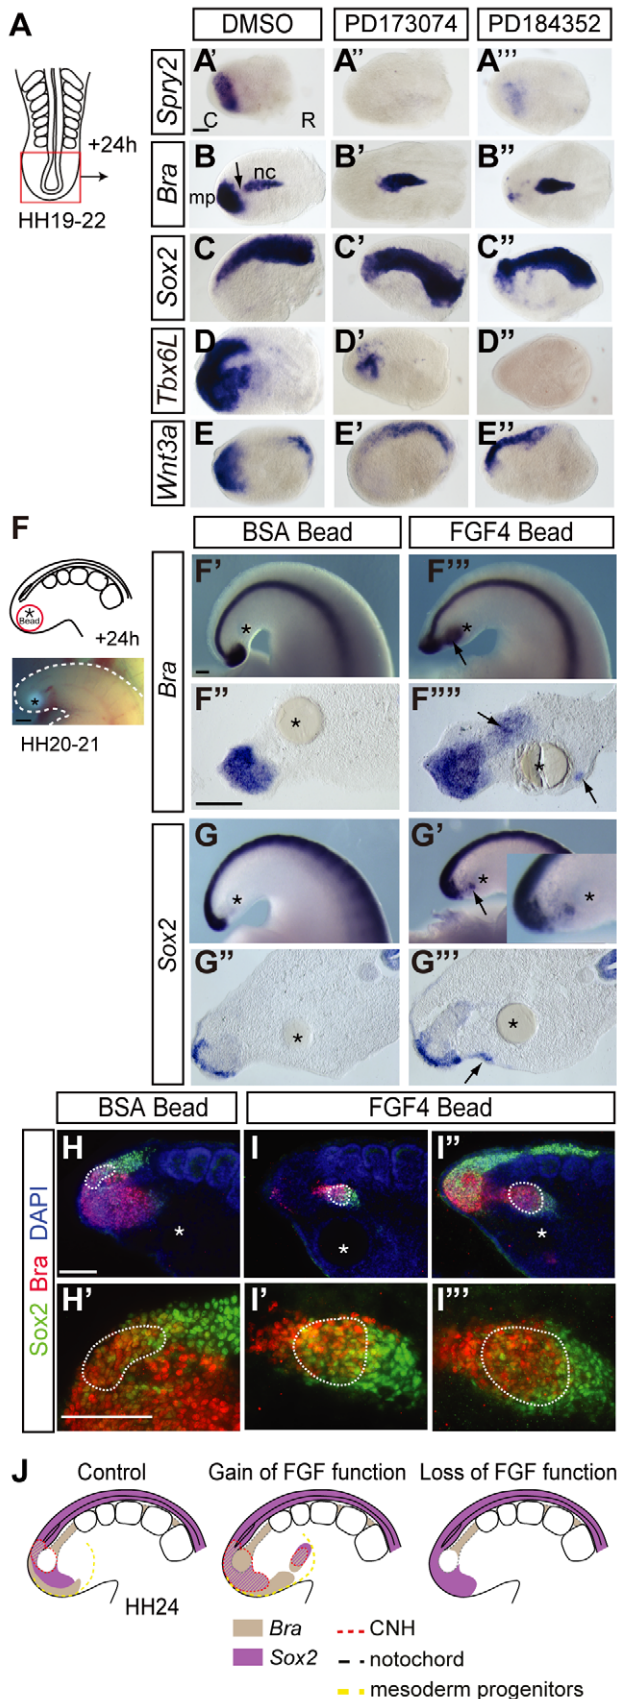 A
DMSO PD173074 PD184352
Spry2
A' A'' A'''
C R
+24h
HH19-22
Bra
B B' B''
mp nc
Sox2
C C' C''
Tbx6L
D D' D''
Wnt3a
E E' E''
F
BSA Bead FGF4 Bead
* Bead
+24h
*
HH20-21
Bra
F' F'''
* *
F'' F''''
* *
Sox2
G G'
* * *
G'' G'''
* *
BSA Bead FGF4 Bead
Sox2 Bra DAPI
H I I''
* * *
H' I' I'''
J
Control Gain of FGF function Loss of FGF function
HH24
Bra CNH
Sox2 notochord
mesoderm progenitors